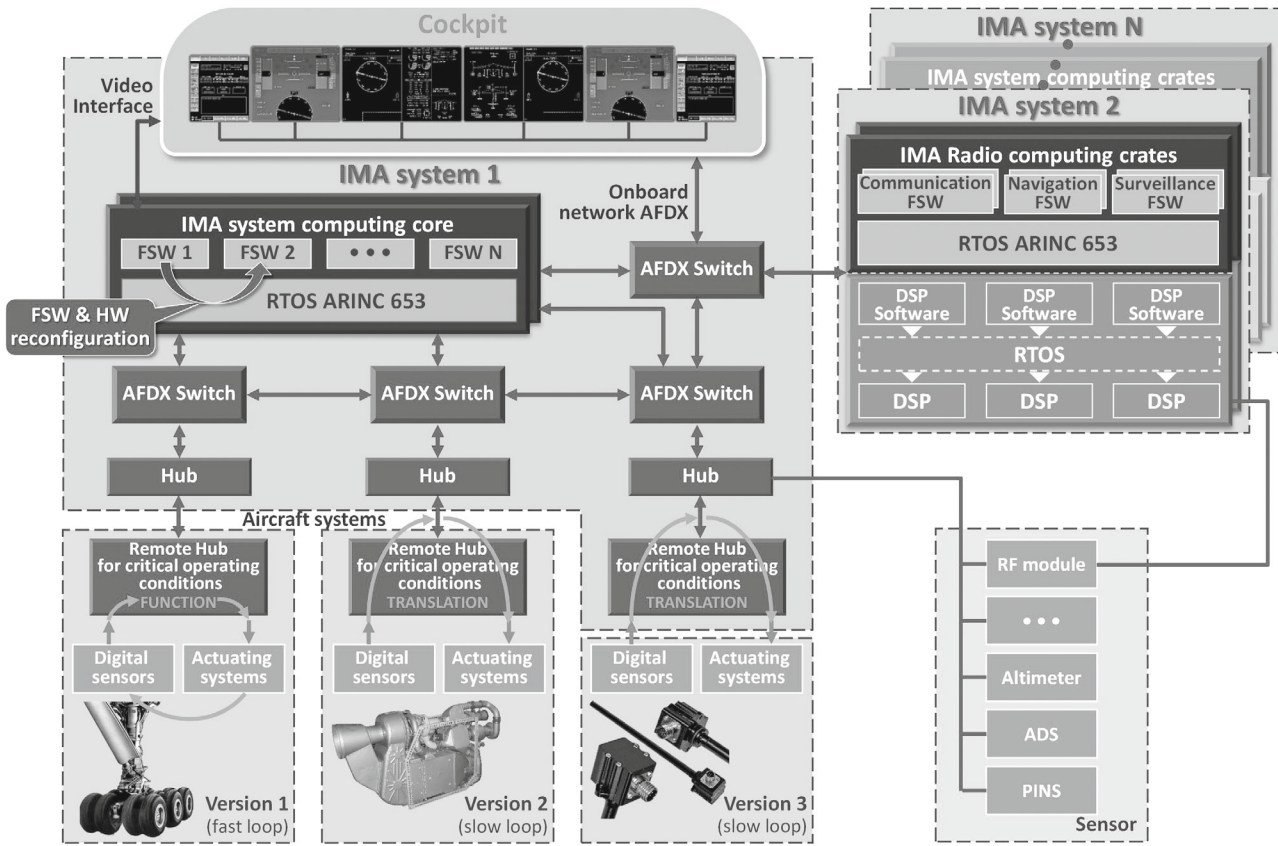 Cockpit
Video
Interface
IMA system N
IMA system computing crates
IMA system 2
IMA Radio computing crates
Communication
FSW
Navigation
FSW
Surveillance
FSW
RTOS ARINC 653
DSP
Software
DSP
Software
DSP
Software
RTOS
DSP
DSP
DSP
IMA system 1
Onboard
network AFDX
IMA system computing core
FSW 1
FSW 2
• • •
FSW N
RTOS ARINC 653
FSW & HW
reconfiguration
AFDX Switch
AFDX Switch
AFDX Switch
AFDX Switch
Hub
Hub
Hub
Aircraft systems
Remote Hub
for critical operating
conditions
FUNCTION
Digital
sensors
Actuating
systems
Version 1
(fast loop)
Remote Hub
for critical operating
conditions
TRANSLATION
Digital
sensors
Actuating
systems
Version 2
(slow loop)
Remote Hub
for critical operating
conditions
TRANSLATION
Digital
sensors
Actuating
systems
Version 3
(slow loop)
RF module
• • •
Altimeter
ADS
PINS
Sensor